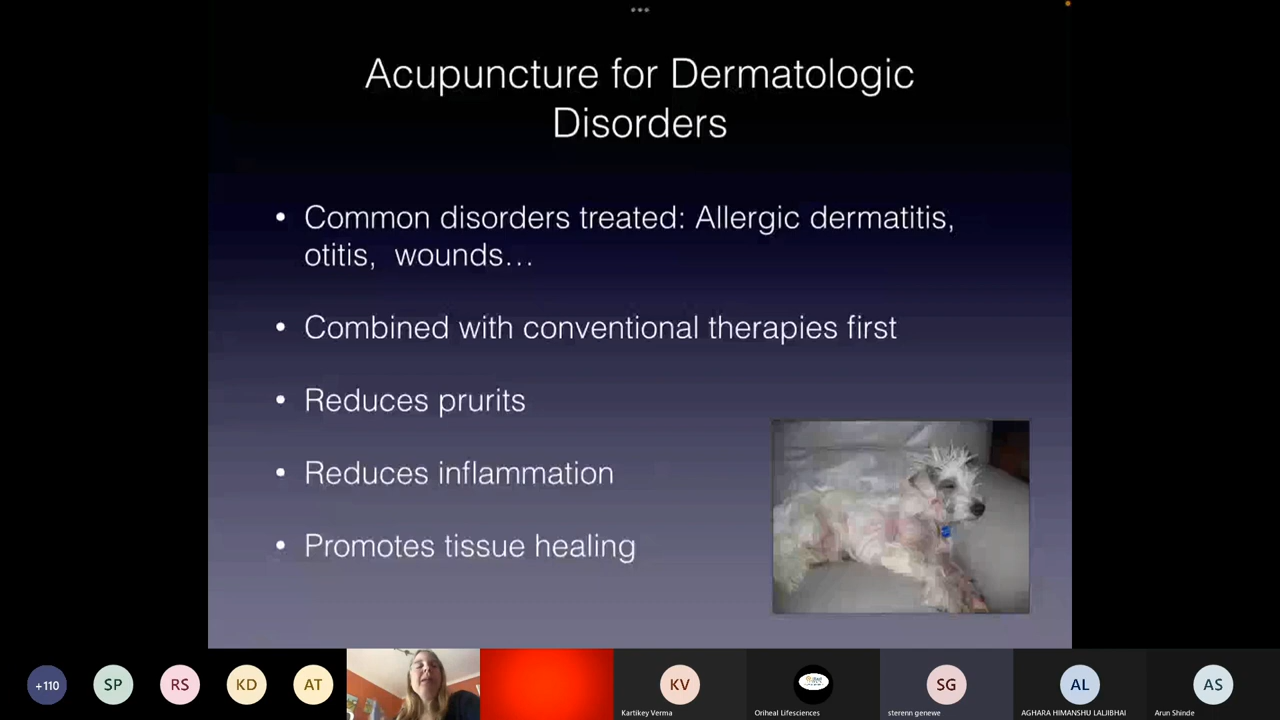 Acupuncture for Dermatologic
Disorders
• Common disorders treated: Allergic dermatitis,
otitis, wounds…
• Combined with conventional therapies first
• Reduces prurits
• Reduces inflammation
• Promotes tissue healing
+110
SP
RS
KD
AT
KV
SG
AL
AS
Kartikey Verma
Oriheal Lifesciences
sterenn genewe
AGHARA HIMANSHU LALJIBHAI
Arun Shinde